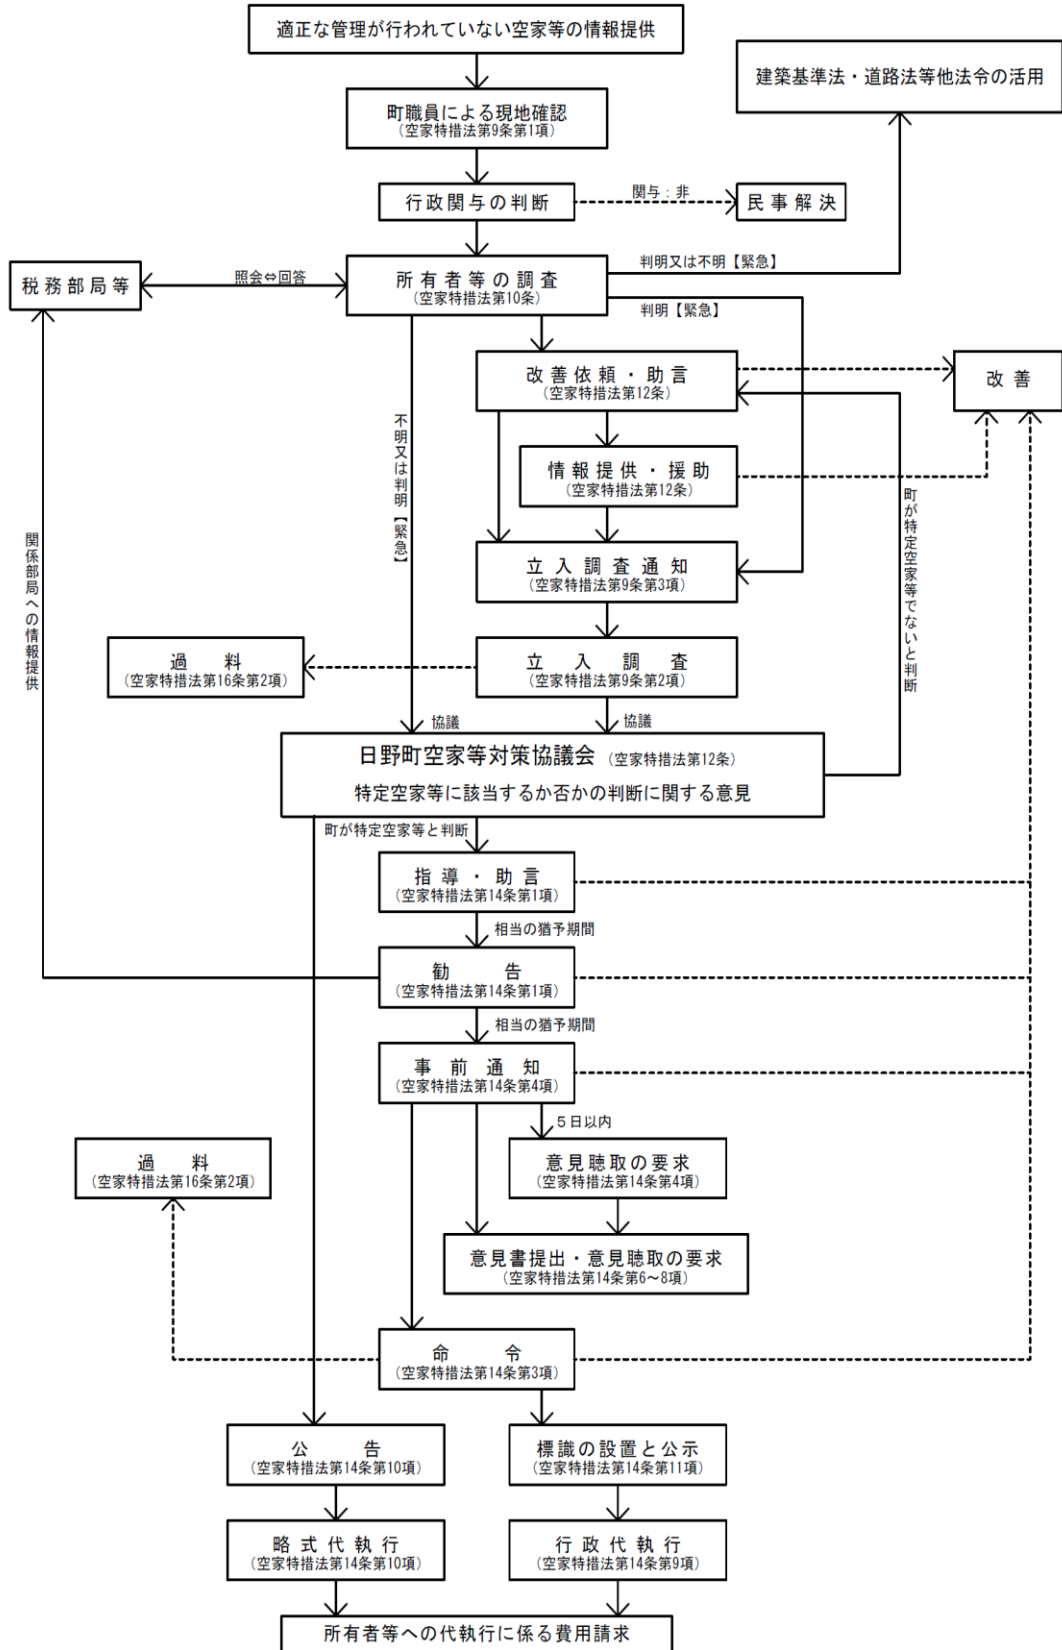 適正な管理が行われていない空家等の情報提供
建築基準法・道路法等他法令の活用
町職員による現地確認
(空家特措法第9条第1項)
行政関与の判断
関与：非
民事解決
税務部局等
照会⇔回答
所有者等の調査
(空家特措法第10条)
判明又は不明【緊急】
判明【緊急】
改善依頼・助言
(空家特措法第12条)
改善
不明又は判明【緊急】
情報提供・援助
(空家特措法第12条)
町が特定空家等でないと判断
関係部局への情報提供
立入調査通知
(空家特措法第9条第3項)
過料
(空家特措法第16条第2項)
立入調査
(空家特措法第9条第2項)
協議
協議
日野町空家等対策協議会 (空家特措法第12条)
特定空家等に該当するか否かの判断に関する意見
町が特定空家等と判断
指導・助言
(空家特措法第14条第1項)
相当の猶予期間
勧告
(空家特措法第14条第1項)
相当の猶予期間
事前通知
(空家特措法第14条第4項)
5日以内
過料
(空家特措法第16条第2項)
意見聴取の要求
(空家特措法第14条第4項)
意見書提出・意見聴取の要求
(空家特措法第14条第6～8項)
命令
(空家特措法第14条第3項)
公告
(空家特措法第14条第10項)
標識の設置と公示
(空家特措法第14条第11項)
略式代執行
(空家特措法第14条第10項)
行政代執行
(空家特措法第14条第9項)
所有者等への代執行に係る費用請求